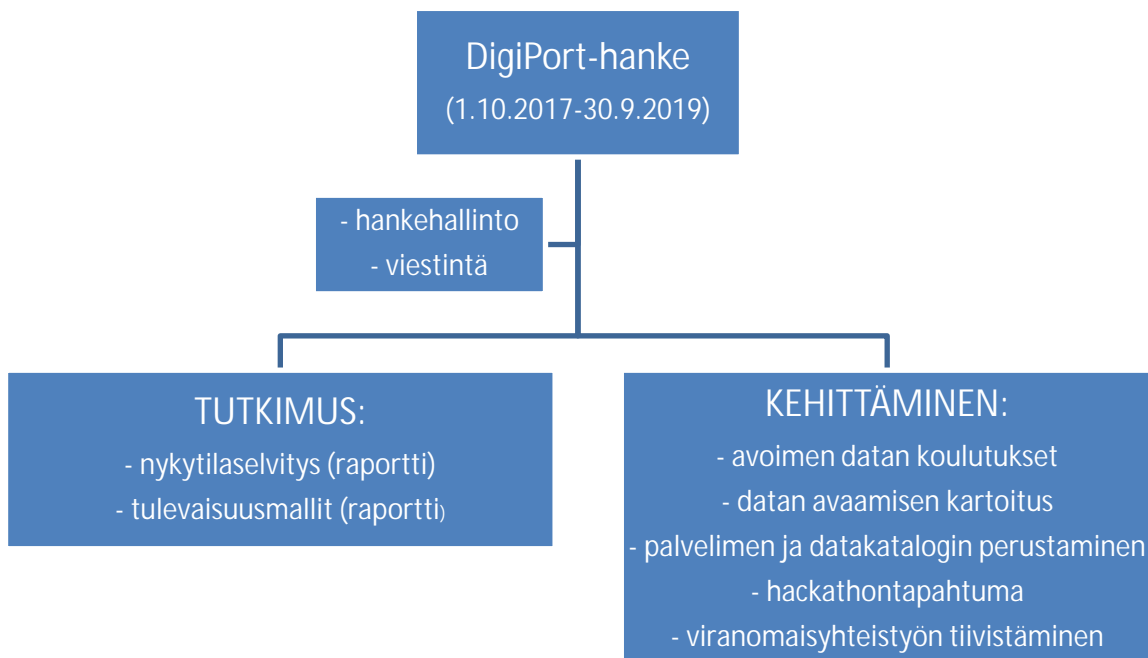 DigiPort-hanke
(1.10.2017-30.9.2019)
- hankehallinto
- viestintä
TUTKIMUS:
- nykytilaselvitys (raportti)
- tulevaisuusmallit (raportti)
KEHITTÄMINEN:
- avoimen datan koulutukset
- datan avaamisen kartoitus
- palvelimen ja datakatalogin perustaminen
- hackathontapahtuma
- viranomaisyhteistyön tiivistäminen